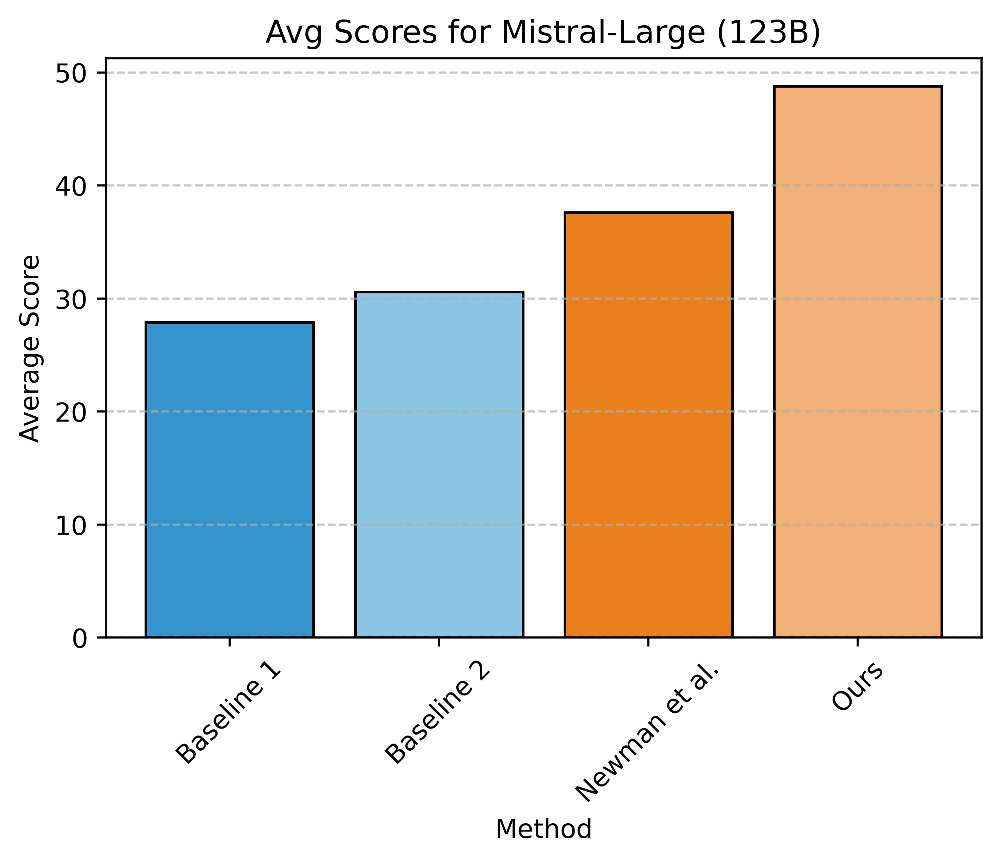 Avg Scores for Mistral-Large (123B)
50
40
30
20
10
0
Average Score
Baseline 1
Baseline 2
Newman et al.
Ours
Method